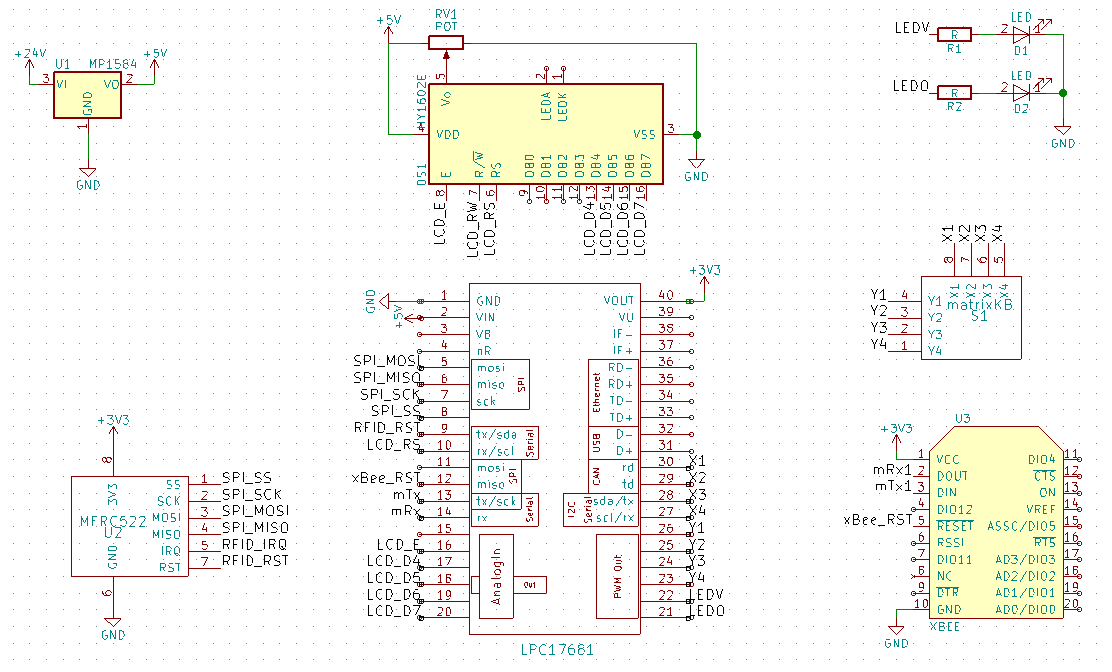 +24V
U1 MP1584
+5V
3 VI VO 2
GND
1
GND
+5V
RV1
POT
5
2
1
HY1602E
Vo
LEDA
LEDK
4 VDD VSS 3
DS1
E
R/W
RS
DB0
DB1
DB2
DB3
DB4
DB5
DB6
DB7
8
7
6
9
10
11
12
13
14
15
16
LCD_E
LCD_RW
LCD_RS
LCD_D4
LCD_D5
LCD_D6
LCD_D7
GND
LEDV R 2 LED 1
R1 D1
LEDO R 2 LED 1
R2 D2
GND
X1
X2
X3
X4
8
7
6
5
X1
X2
X3
X4
matrixKB
S1
Y1 4 Y1
Y2 3 Y2
Y3 2 Y3
Y4 1 Y4
+3V3
GND 1 GND VOUT 40
+5V 2 VIN VU 39
3 VB IF- 38
4 nR IF+ 37
SPI_MOSI 5 mosi RD- 36
SPI_MISO 6 miso RD+ 35
SPI_SCK 7 sck TD- 34
SPI_SS 8 TD+ 33
RFID_RST 9 tx/sda D- 32
LCD_RS 10 rx/scl D+ 31
11 mosi rd 30 X1
xBee_RST 12 miso td 29 X2
mTx 13 tx/sck sda/tx 28 X3
mRx 14 rx scl/rx 27 X4
15 26 Y1
LCD_E 16 25 Y2
LCD_D4 17 24 Y3
LCD_D5 18 23 Y4
LCD_D6 19 22 LEDV
LCD_D7 20 21 LEDO
SPI
Serial
SPI
Serial
AnalogIn
Ethernet
USB
CAN
I2C
Serial
PWM Out
LPC17681
+3V3
8
3V3
MFRC522
U2
GND
6
GND
SS 1 SPI_SS
SCK 2 SPI_SCK
MOSI 3 SPI_MOSI
MISO 4 SPI_MISO
IRQ 5 RFID_IRQ
RST 7 RFID_RST
U3
+3V3
1 VCC DIO4 11
mRx1 2 DOUT CTS 12
mTx1 3 DIN ON 13
4 DIO12 VREF 14
xBee_RST 5 RESET ASSC/DIO5 15
6 RSSI RTS 16
7 DIO11 AD3/DIO3 17
8 NC AD2/DIO2 18
9 DTR AD1/DIO1 19
10 GND AD0/DIO0 20
GND
XBEE